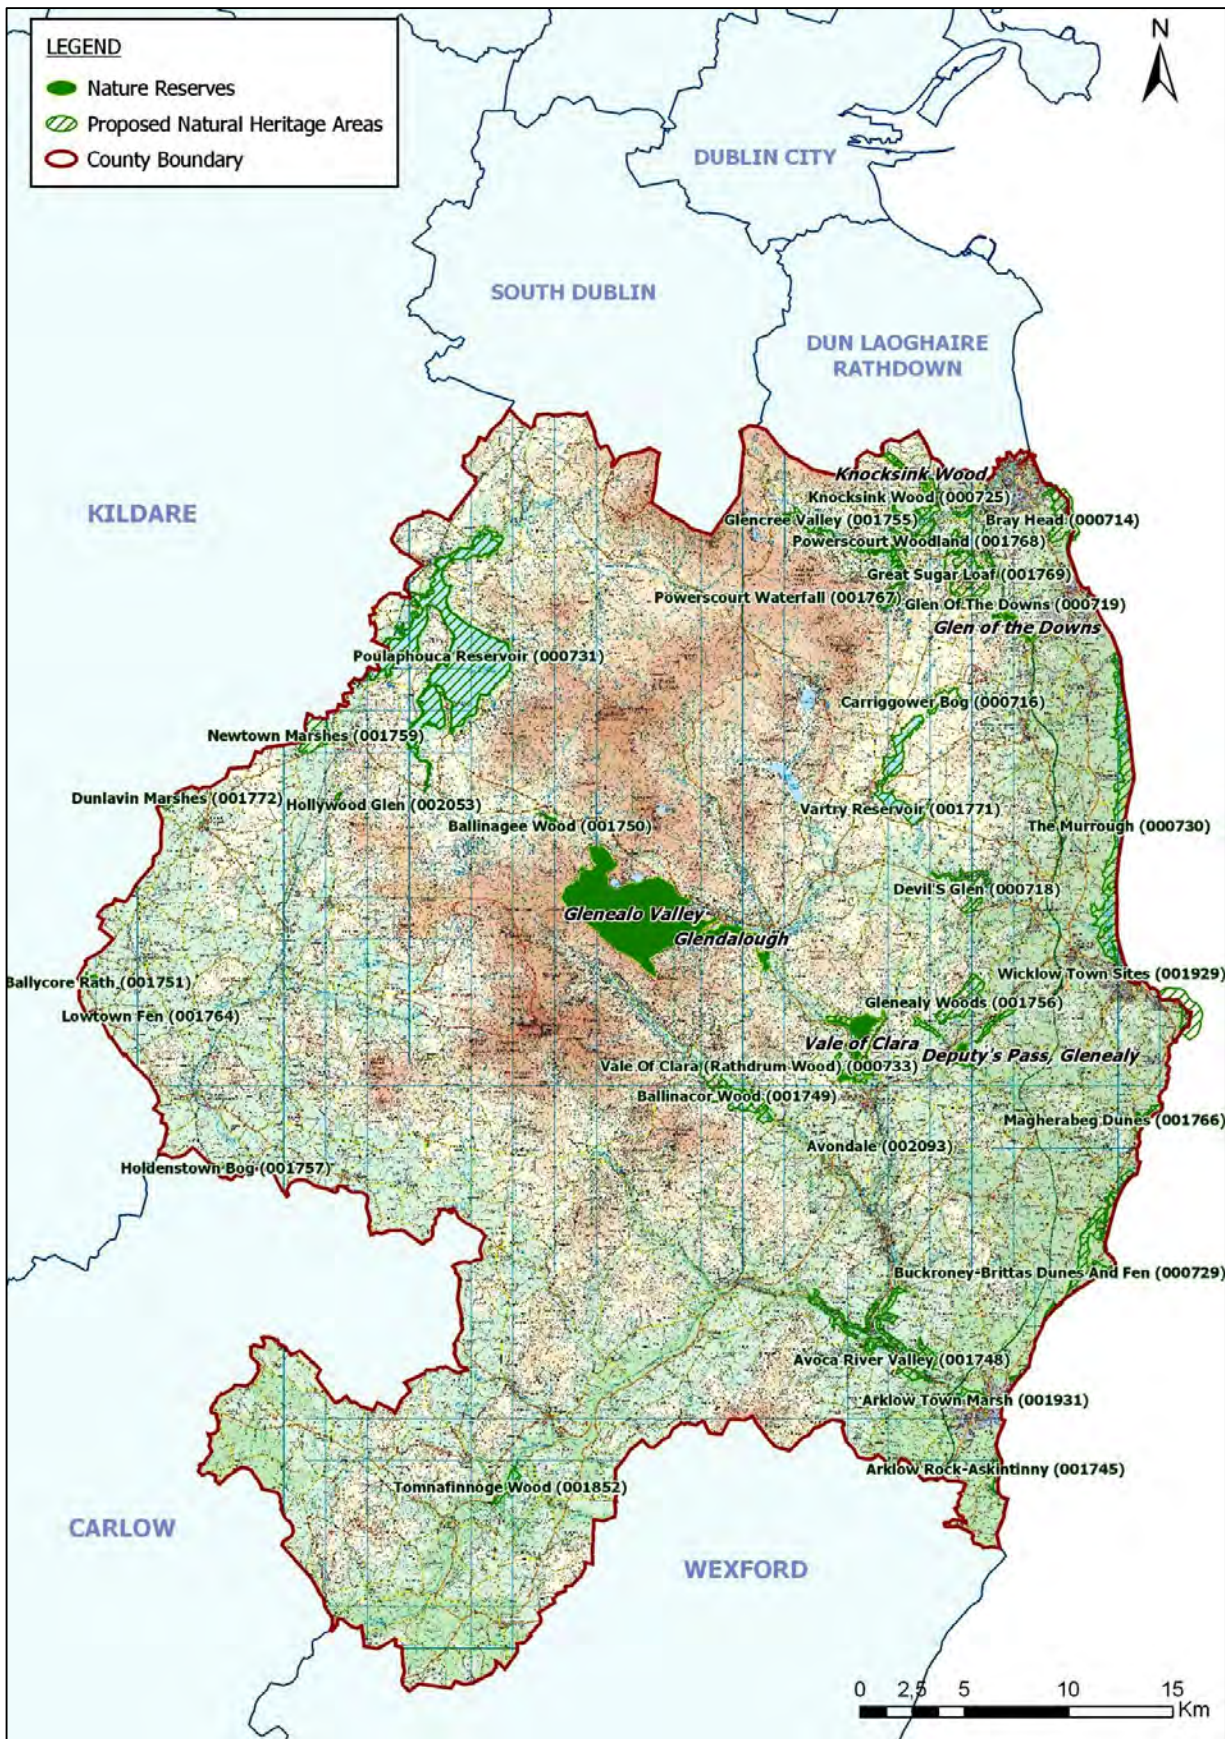 N
LEGEND
Nature Reserves
Proposed Natural Heritage Areas
County Boundary
DUBLIN CITY
SOUTH DUBLIN
DUN LAOGHAIRE
RATHDOWN
KILDARE
Knocksink Wood
Knocksink Wood (000725)
Glencree Valley (001755)
Bray Head (000714)
Powerscourt Woodland (001768)
Great Sugar Loaf (001769)
Powerscourt Waterfall (001767)
Glen Of The Downs (000719)
Glen of the Downs
Poulaphouca Reservoir (000731)
Carriggower Bog (000716)
Newtown Marshes (001759)
Dunlavin Marshes (001772)
Hollywood Glen (002053)
Vartry Reservoir (001771)
Ballinagee Wood (001750)
The Murrough (000730)
Devil'S Glen (000718)
Glenealo Valley
Glendalough
Wicklow Town Sites (001929)
Ballycore Rath (001751)
Glenealy Woods (001756)
Lowtown Fen (001764)
Vale of Clara
Deputy's Pass, Glenealy
Vale Of Clara (Rathdrum Wood) (000733)
Ballinacor Wood (001749)
Magherabeg Dunes (001766)
Avondale (002093)
Holdenstown Bog (001757)
Buckroney-Brittas Dunes And Fen (000729)
Avoca River Valley (001748)
Arklow Town Marsh (001931)
Arklow Rock-Askintinny (001745)
Tomnafinnoge Wood (001852)
CARLOW
WEXFORD
0 2,5 5 10 15
Km